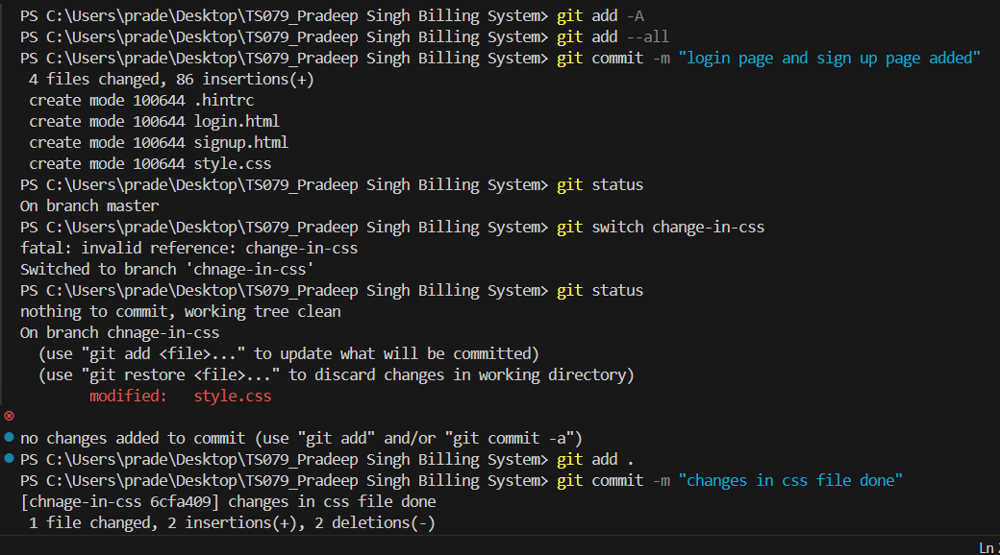 PS C:\Users\prade\Desktop\TS079_Pradeep Singh Billing System> git add -A
PS C:\Users\prade\Desktop\TS079_Pradeep Singh Billing System> git add --all
PS C:\Users\prade\Desktop\TS079_Pradeep Singh Billing System> git commit -m "login page and sign up page added"
 4 files changed, 86 insertions(+)
 create mode 100644 .hintrc
 create mode 100644 login.html
 create mode 100644 signup.html
 create mode 100644 style.css
PS C:\Users\prade\Desktop\TS079_Pradeep Singh Billing System> git status
On branch master
PS C:\Users\prade\Desktop\TS079_Pradeep Singh Billing System> git switch change-in-css
fatal: invalid reference: change-in-css
Switched to branch 'chnage-in-css'
PS C:\Users\prade\Desktop\TS079_Pradeep Singh Billing System> git status
nothing to commit, working tree clean
On branch chnage-in-css
  (use "git add <file>..." to update what will be committed)
  (use "git restore <file>..." to discard changes in working directory)
        modified:   style.css
no changes added to commit (use "git add" and/or "git commit -a")
PS C:\Users\prade\Desktop\TS079_Pradeep Singh Billing System> git add .
PS C:\Users\prade\Desktop\TS079_Pradeep Singh Billing System> git commit -m "changes in css file done"
[chnage-in-css 6cfa409] changes in css file done
 1 file changed, 2 insertions(+), 2 deletions(-)
Ln